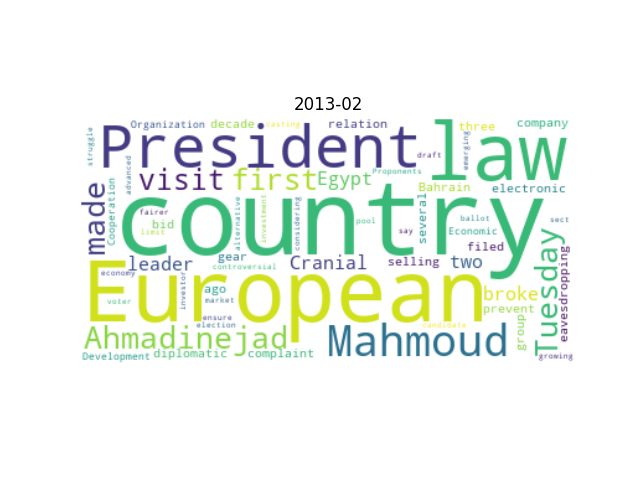 2013-02
Organization decade casting relation three company
struggle President law
draft emerging
advanced visit first Egypt Proponents Bahrain electronic
made Cooperation fairer country
bid limit alternative investment considering pool say several ballot Economic sect
leader gear Cranial selling two filed
economy controversial
European
voter investor ago market broke prevent Tuesday eavesdropping
ensure election candidate
Ahmadinejad Mahmoud group
Development diplomatic complaint growing